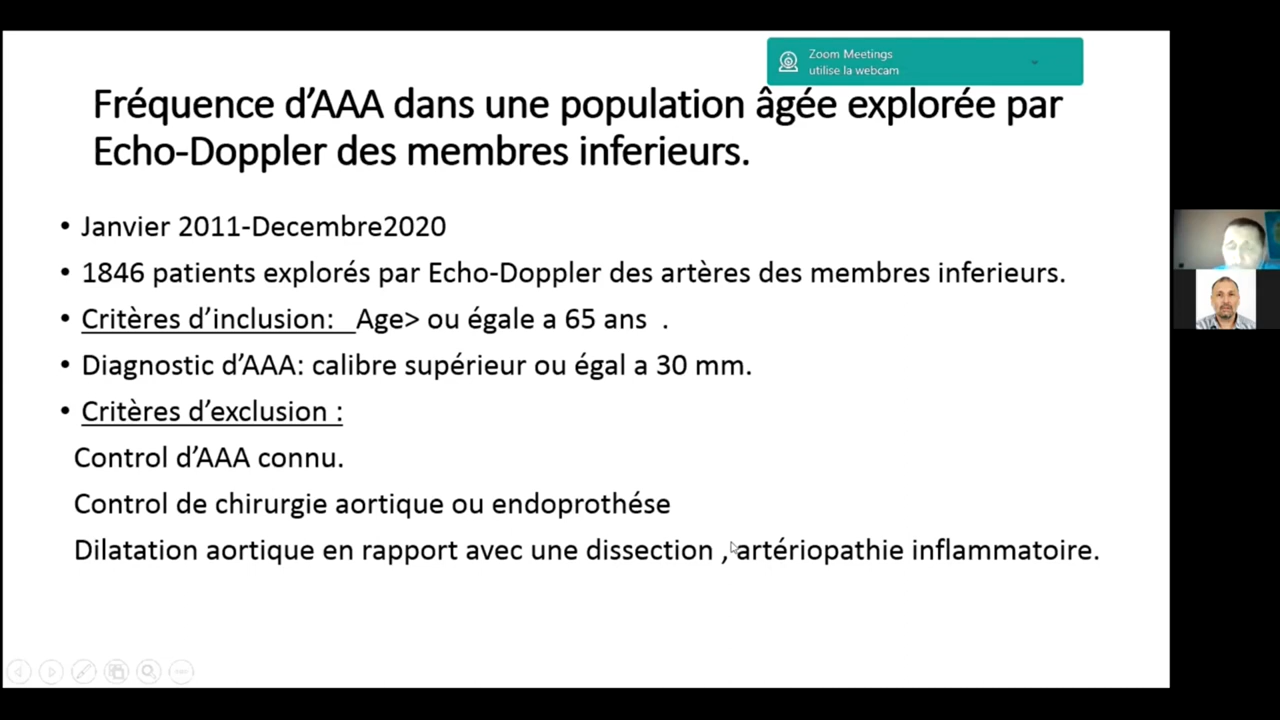 Zoom Meetings
utilise la webcam
Fréquence d’AAA dans une population âgée explorée par
Echo-Doppler des membres inferieurs.
• Janvier 2011-Decembre2020
• 1846 patients explorés par Echo-Doppler des artères des membres inferieurs.
• Critères d’inclusion: Age> ou égale a 65 ans .
• Diagnostic d’AAA: calibre supérieur ou égal a 30 mm.
• Critères d’exclusion :
Control d’AAA connu.
Control de chirurgie aortique ou endoprothése
Dilatation aortique en rapport avec une dissection , artériopathie inflammatoire.